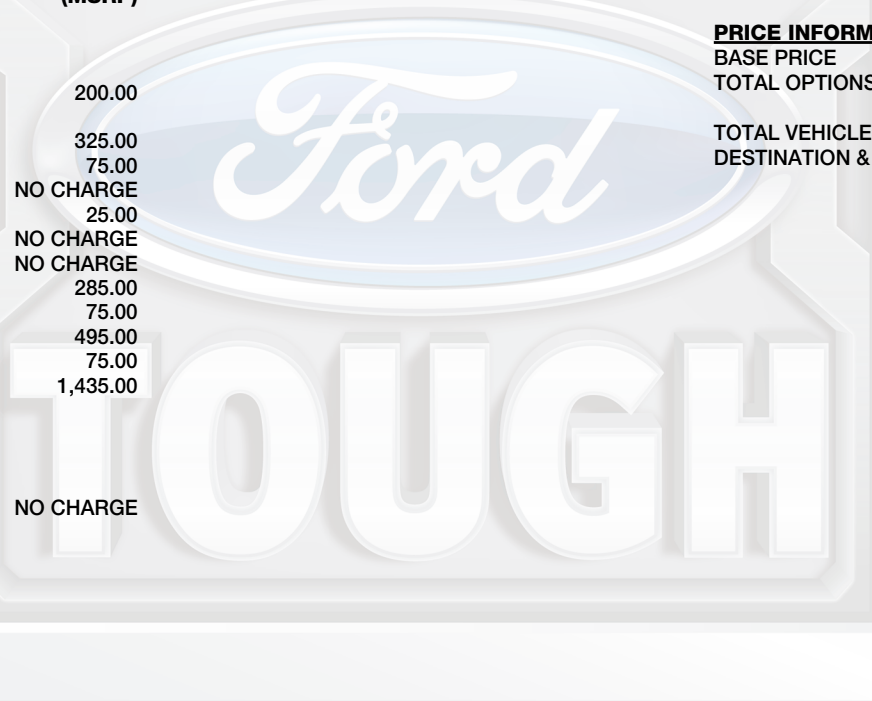 (MSRP)
200.00
325.00
75.00
NO CHARGE
25.00
NO CHARGE
NO CHARGE
285.00
75.00
495.00
75.00
1,435.00
NO CHARGE
PRICE INFORM
BASE PRICE
TOTAL OPTIONS
TOTAL VEHICLE
DESTINATION &
Ford
TOUGH